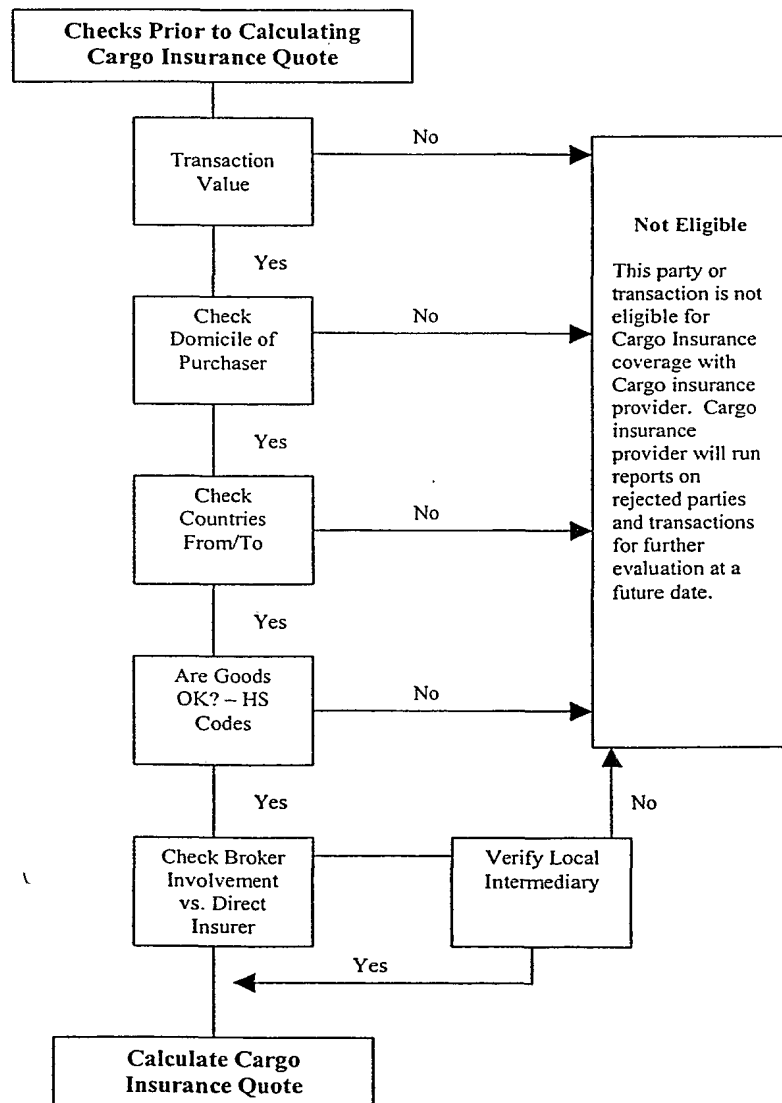 Checks Prior to Calculating
Cargo Insurance Quote
No
Transaction
Value
Yes
Not Eligible
This party or
transaction is not
eligible for
Cargo Insurance
coverage with
Cargo insurance
provider. Cargo
insurance
provider will run
reports on
rejected parties
and transactions
for further
evaluation at a
future date.
Check
Domicile of
Purchaser
No
Yes
Check
Countries
From/To
No
Yes
Are Goods
OK? – HS
Codes
No
Yes
No
Check Broker
Involvement
vs. Direct
Insurer
Verify Local
Intermediary
Yes
Calculate Cargo
Insurance Quote